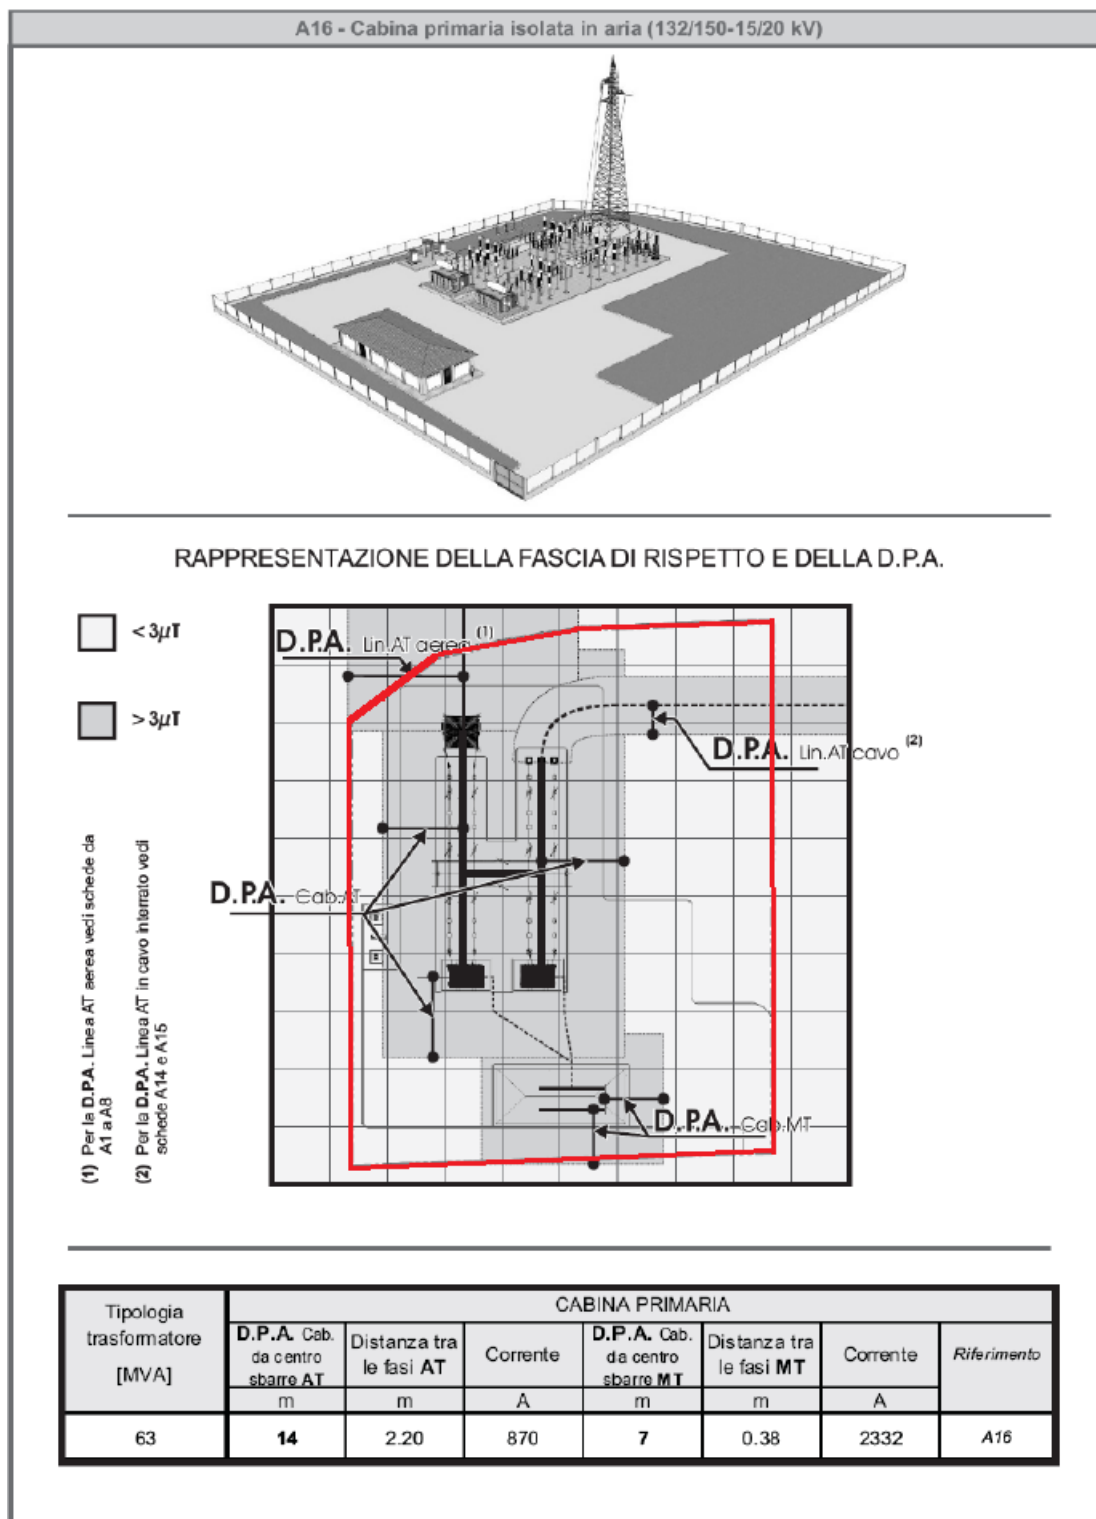 A16 - Cabina primaria isolata in aria (132/150-15/20 kV)
RAPPRESENTAZIONE DELLA FASCIA DI RISPETTO E DELLA D.P.A.
< 3µT
> 3µT
D.P.A. Lin.AT aerea (1)
D.P.A. Lin.AT cavo (2)
D.P.A. Cab.AT
D.P.A. Cab.MT
(1) Per la D.P.A. Linea AT aerea vedi schede da
A1 a A8
(2) Per la D.P.A. Linea AT in cavo interrato vedi
schede A14 e A15
Tipologia
trasformatore
[MVA]
CABINA PRIMARIA
D.P.A. Cab.
da centro
sbarre AT
Distanza tra
le fasi AT
Corrente
D.P.A. Cab.
da centro
sbarre MT
Distanza tra
le fasi MT
Corrente
Riferimento
m m A m m A
63 14 2.20 870 7 0.38 2332 A16